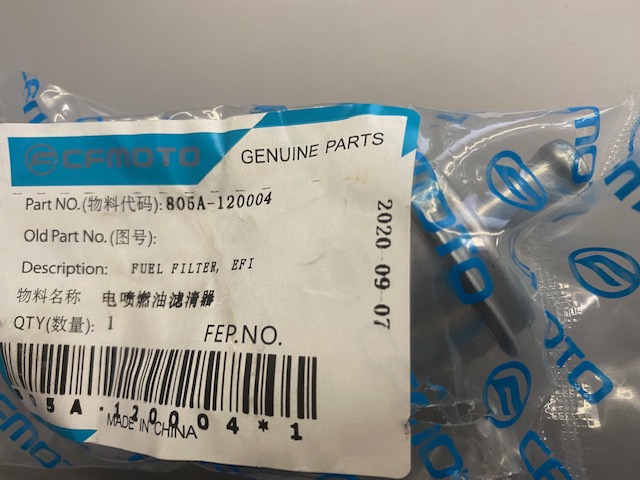 CFMOTO GENUINE PARTS
Part NO.(物料代码): 805A-120004
Old Part No.(图号):
Description: FUEL FILTER, EFI
物料名称 电喷燃油滤清器
QTY(数量): 1
FEP.NO.
05A-120004*1
MADE IN CHINA
2020-09-07
CFMOTO